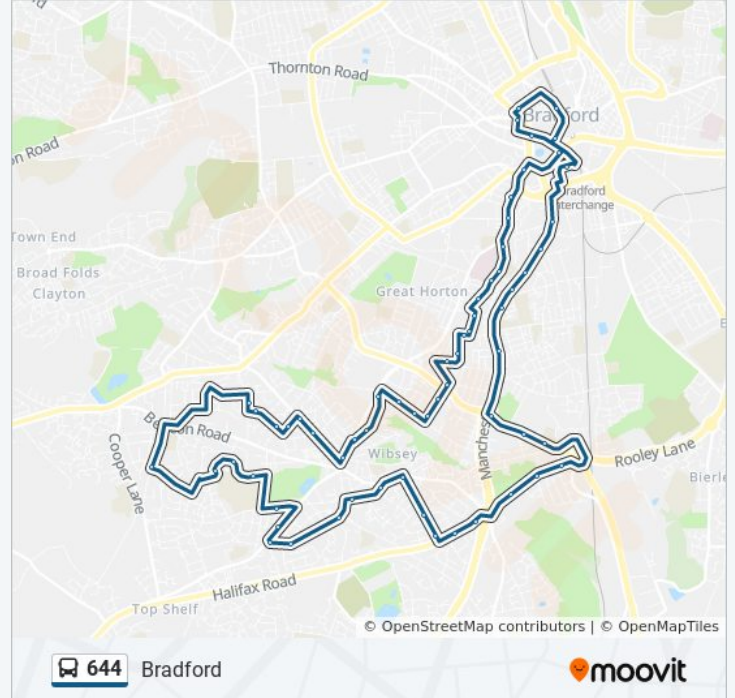 Thornton Road
Bradford
on Road
Bradford
Interchange
Town End
Broad Folds
Clayton
Great Horton
Road
Cooper Lane
Wibsey
Manches
Rooley Lane
Bierle
Halifax Road
Top Shelf
© OpenStreetMap contributors | © OpenMapTiles
644 Bradford
moovit